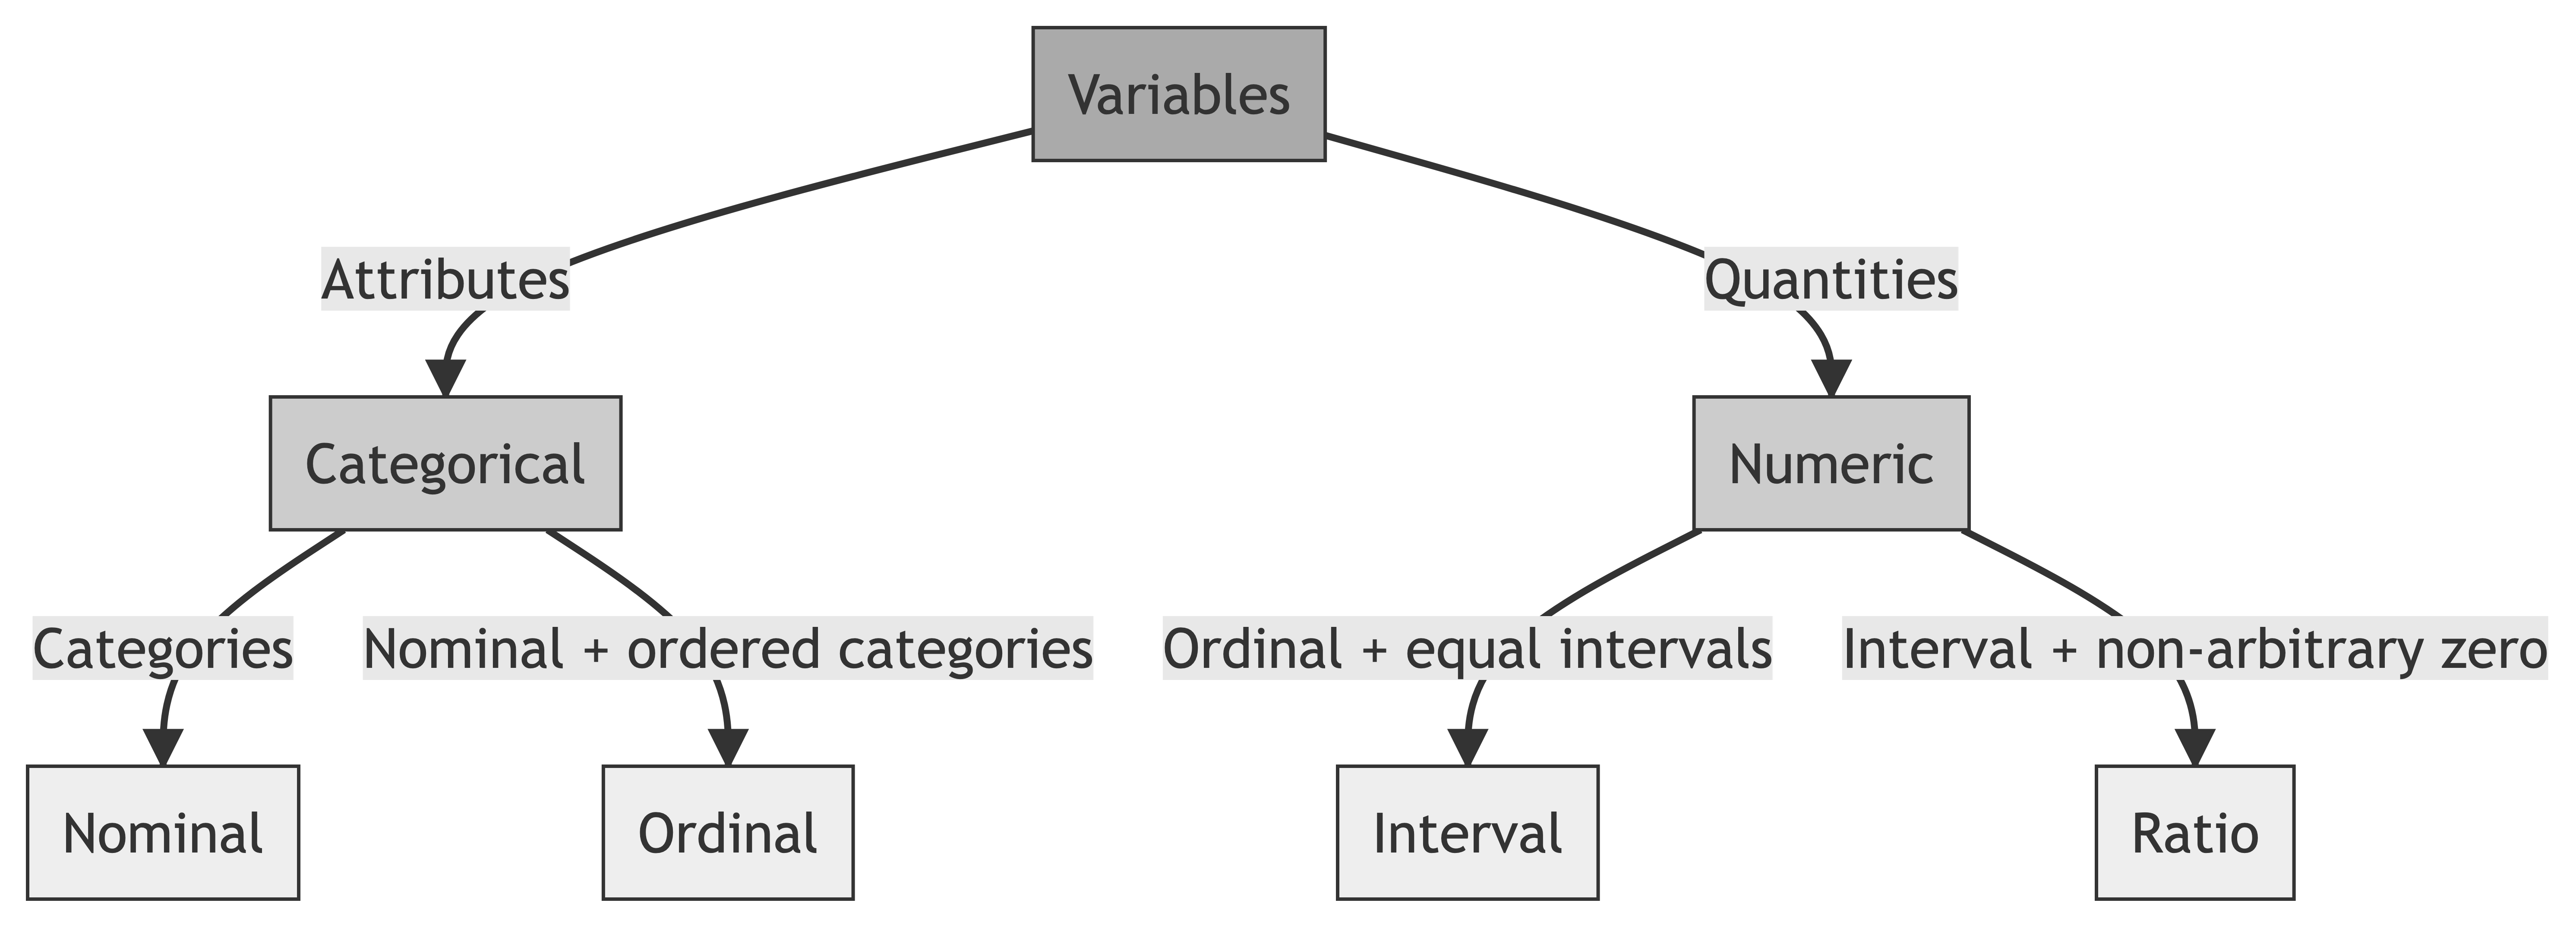 Variables
Attributes
Quantities
Categorical
Numeric
Categories
Nominal + ordered categories
Ordinal + equal intervals
Interval + non-arbitrary zero
Nominal
Ordinal
Interval
Ratio